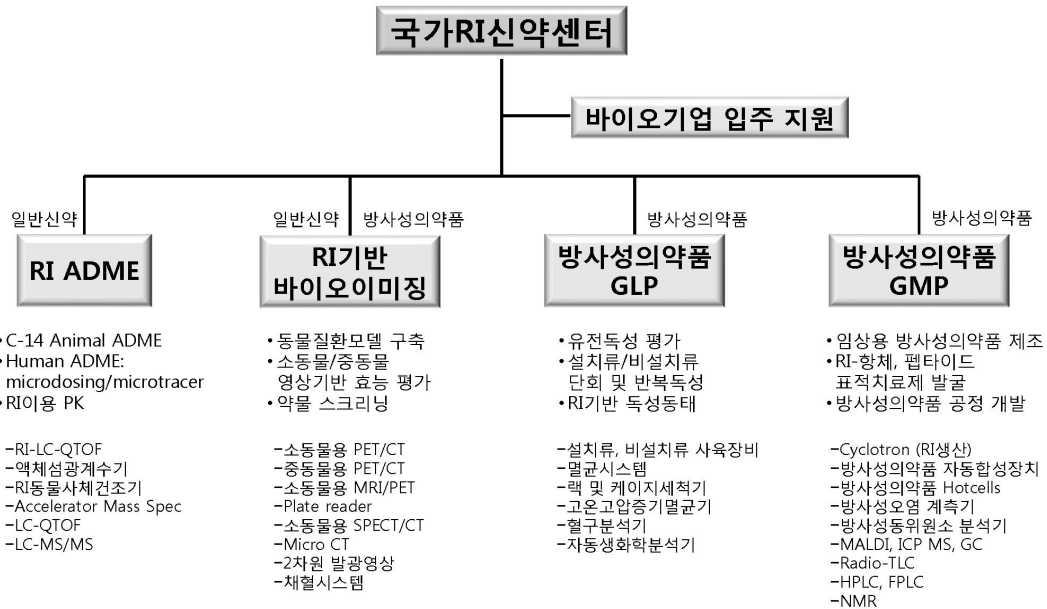 국가RI신약센터
바이오기업 입주 지원
일반신약
RI ADME
•C-14 Animal ADME
•Human ADME:
microdosing/microtracer
•RI이용 PK
-RI-LC-QTOF
-액체섬광계수기
-RI동물사체건조기
-Accelerator Mass Spec
-LC-QTOF
-LC-MS/MS
일반신약 방사성의약품
RI기반
바이오이미징
•동물질환모델 구축
•소동물/중동물
영상기반 효능 평가
•약물 스크리닝
-소동물용 PET/CT
-중동물용 PET/CT
-소동물용 MRI/PET
-Plate reader
-소동물용 SPECT/CT
-Micro CT
-2차원 발광영상
-채혈시스템
방사성의약품
방사성의약품
GLP
•유전독성 평가
•설치류/비설치류
단회 및 반복독성
•RI기반 독성동태
-설치류, 비설치류 사육장비
-멸균시스템
-랙 및 케이지세척기
-고온고압증기멸균기
-혈구분석기
-자동생화학분석기
방사성의약품
방사성의약품
GMP
•임상용 방사성의약품 제조
•RI-항체, 펩타이드
표적치료제 발굴
•방사성의약품 공정 개발
-Cyclotron (RI생산)
-방사성의약품 자동합성장치
-방사성의약품 Hotcells
-방사성오염 계측기
-방사성동위원소 분석기
-MALDI, ICP MS, GC
-Radio-TLC
-HPLC, FPLC
-NMR